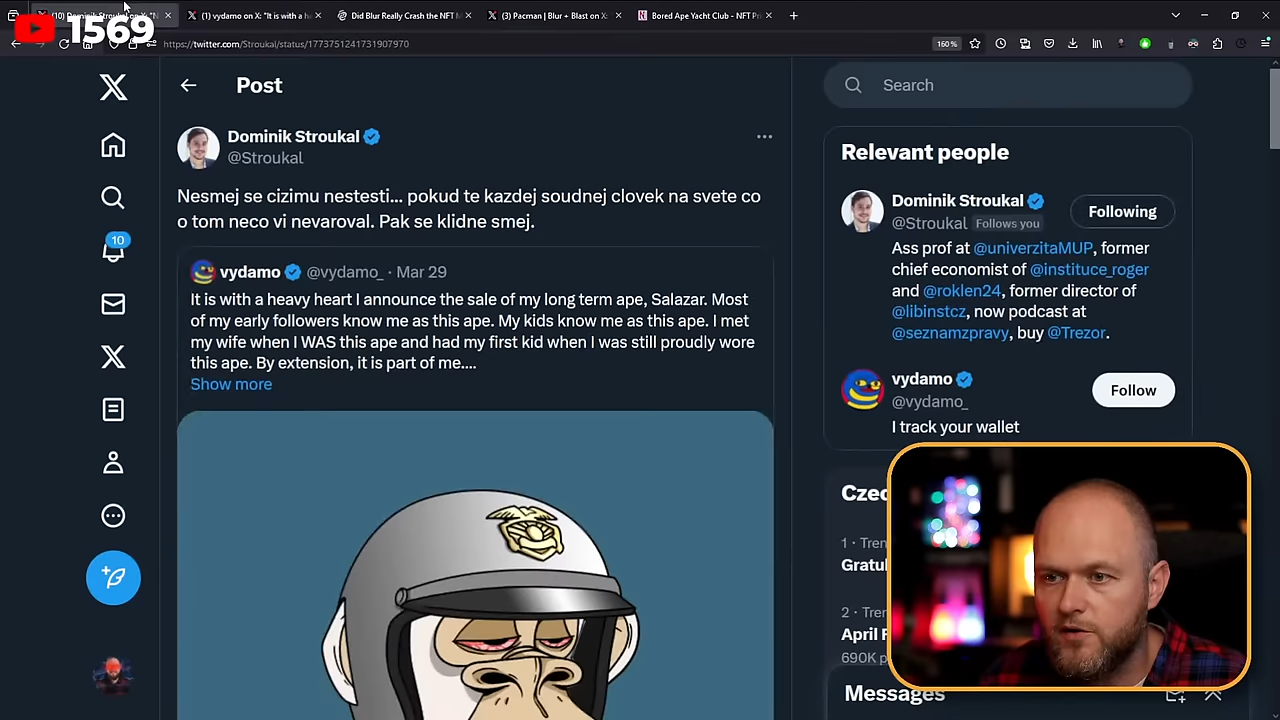 (10) Dominik Stroukal on X: "N
(1) vydamo on X: "It is with a h
Did Blur Really Crash the NFT M
(3) Pacman | Blur + Blast on X:
Bored Ape Yacht Club - NFT Pr
1569
https://twitter.com/Stroukal/status/1773751241731907970
160%
Post
Search
Dominik Stroukal
@Stroukal
Nesmej se cizimu nestesti... pokud te kazdej soudnej clovek na svete co
o tom neco vi nevaroval. Pak se klidne smej.
10
vydamo @vydamo_ · Mar 29
It is with a heavy heart I announce the sale of my long term ape, Salazar. Most
of my early followers know me as this ape. My kids know me as this ape. I met
my wife when I WAS this ape and had my first kid when I was still proudly wore
this ape. By extension, it is part of me....
Show more
Relevant people
Dominik Stroukal
@Stroukal Follows you
Following
Ass prof at @univerzitaMUP, former
chief economist of @instituce_roger
and @roklen24, former director of
@libinstcz, now podcast at
@seznamzpravy, buy @Trezor.
vydamo
@vydamo_
Follow
I track your wallet
Czec
1 · Tren
Gratul
2 · Tren
April F
690K p
Messages